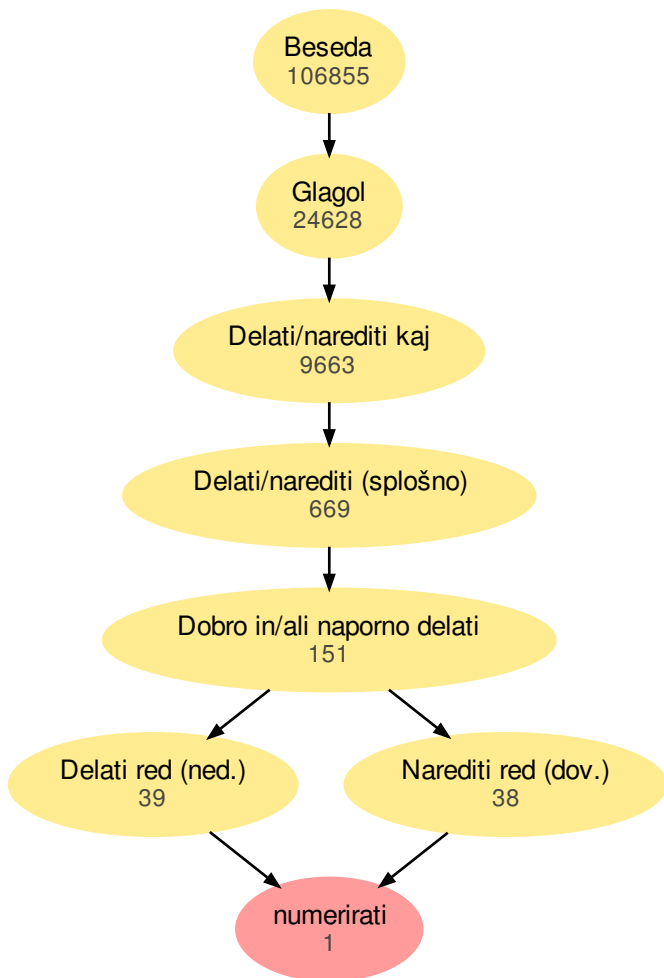 Beseda
106855
Glagol
24628
Delati/narediti kaj
9663
Delati/narediti (splošno)
669
Dobro in/ali naporno delati
151
Delati red (ned.)
39
Narediti red (dov.)
38
numerirati
1